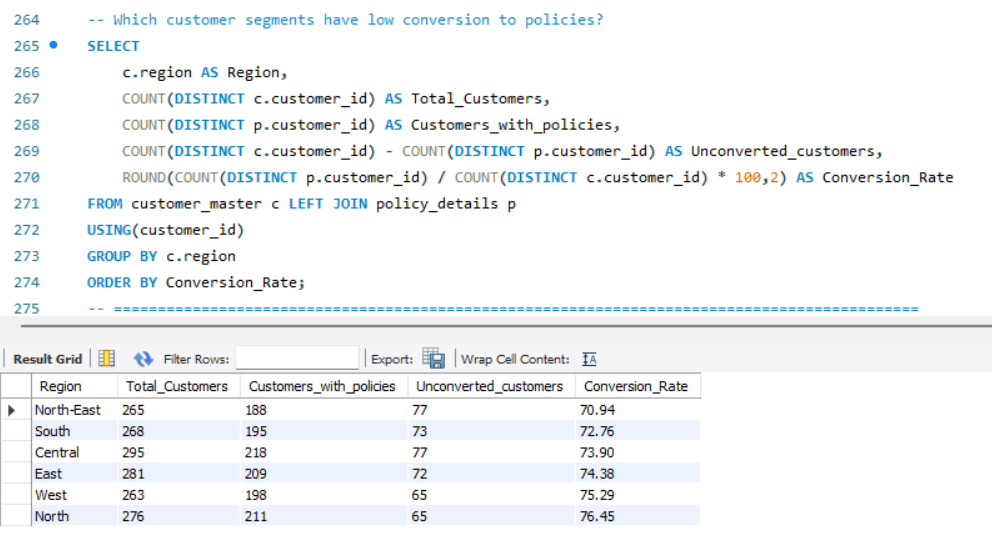 264 -- Which customer segments have low conversion to policies?
265 SELECT
266 c.region AS Region,
267 COUNT(DISTINCT c.customer_id) AS Total_Customers,
268 COUNT(DISTINCT p.customer_id) AS Customers_with_policies,
269 COUNT(DISTINCT c.customer_id) - COUNT(DISTINCT p.customer_id) AS Unconverted_customers,
270 ROUND(COUNT(DISTINCT p.customer_id) / COUNT(DISTINCT c.customer_id) * 100,2) AS Conversion_Rate
271 FROM customer_master c LEFT JOIN policy_details p
272 USING(customer_id)
273 GROUP BY c.region
274 ORDER BY Conversion_Rate;
275 -- ============================================================================================
Result Grid Filter Rows: Export: Wrap Cell Content: IA
Region Total_Customers Customers_with_policies Unconverted_customers Conversion_Rate
North-East 265 188 77 70.94
South 268 195 73 72.76
Central 295 218 77 73.90
East 281 209 72 74.38
West 263 198 65 75.29
North 276 211 65 76.45